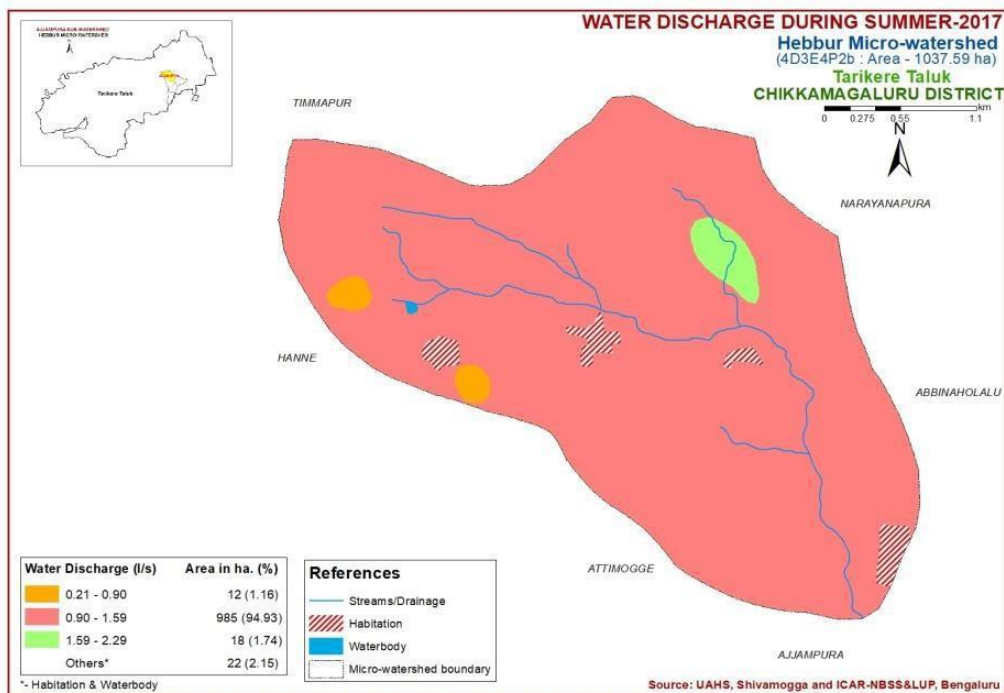 WATER DISCHARGE DURING SUMMER-2017
Hebbur Micro-watershed
(4D3E4P2b : Area - 1037.59 ha)
Tarikere Taluk
CHIKKAMAGALURU DISTRICT
km
0 0.275 0.55 1.1
N
HEBBUR MICRO-WATERSHED
Tarikere Taluk
TIMMAPUR
NARAYANAPURA
HANNE
ABBINAHOLALU
ATTIMOGGE
AJJAMPURA
Water Discharge (l/s) Area in ha. (%)
0.21 - 0.90 12 (1.16)
0.90 - 1.59 985 (94.93)
1.59 - 2.29 18 (1.74)
Others* 22 (2.15)
*- Habitation & Waterbody
References
Streams/Drainage
Habitation
Waterbody
Micro-watershed boundary
Source: UAHS, Shivamogga and ICAR-NBSS&LUP, Bengaluru